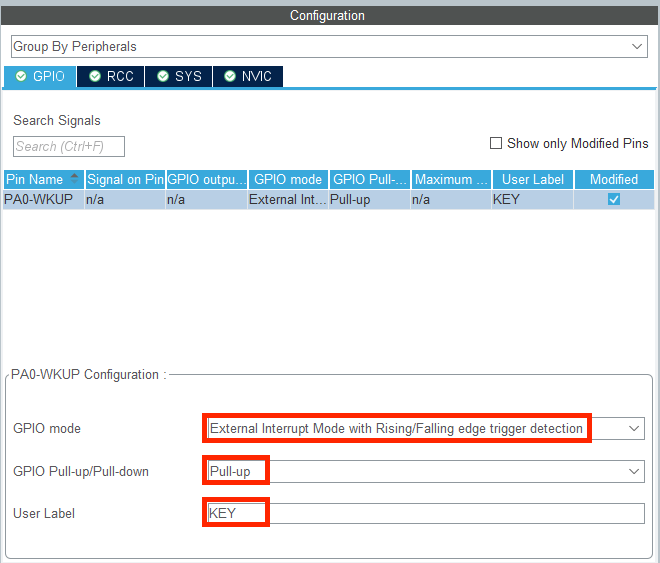 Configuration
Group By Peripherals
GPIO RCC SYS NVIC
Search Signals
Search (Ctrl+F)
Show only Modified Pins
Pin Name Signal on Pin GPIO outpu... GPIO mode GPIO Pull-... Maximum ... User Label Modified
PA0-WKUP n/a n/a External Int... Pull-up n/a KEY
PA0-WKUP Configuration :
GPIO mode External Interrupt Mode with Rising/Falling edge trigger detection
GPIO Pull-up/Pull-down Pull-up
User Label KEY